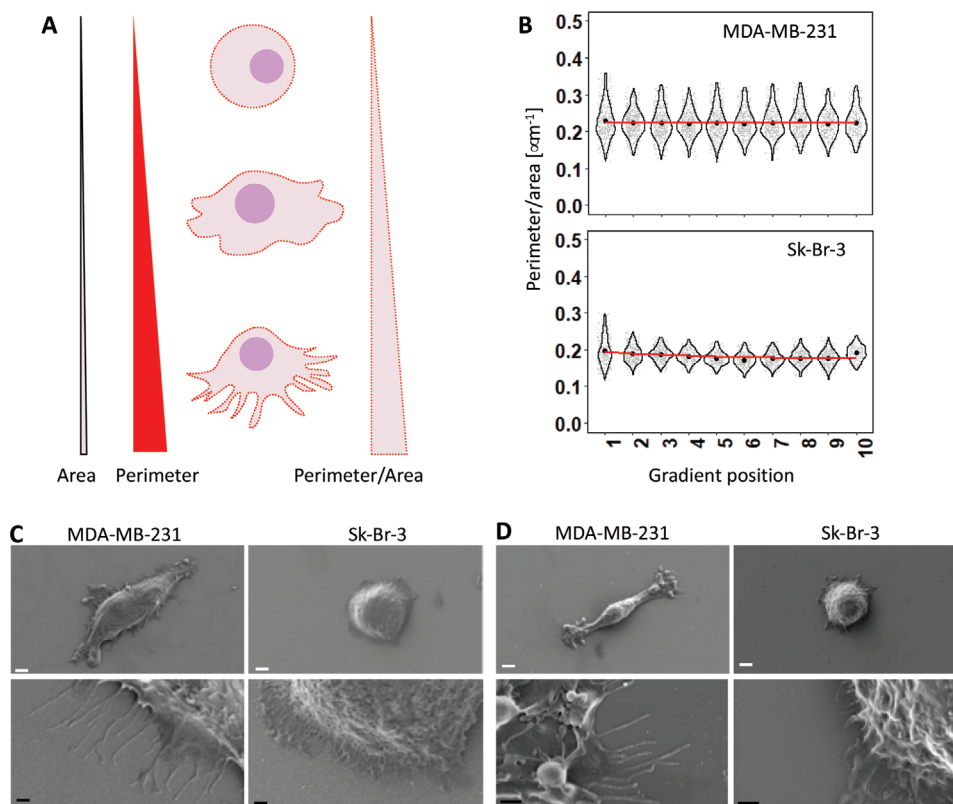 A
Area
Perimeter
Perimeter/Area
B
Perimeter/area [∝m⁻¹]
MDA-MB-231
0.5
0.4
0.3
0.2
0.1
0.0
Sk-Br-3
0.5
0.4
0.3
0.2
0.1
0.0
1 2 3 4 5 6 7 8 9 10
Gradient position
C
MDA-MB-231
Sk-Br-3
D
MDA-MB-231
Sk-Br-3